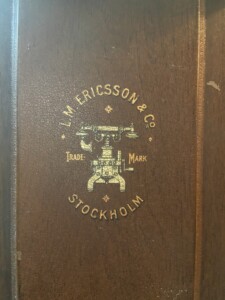 L.M. ERICSSON & Co.
TRADE- MARK
STOCKHOLM